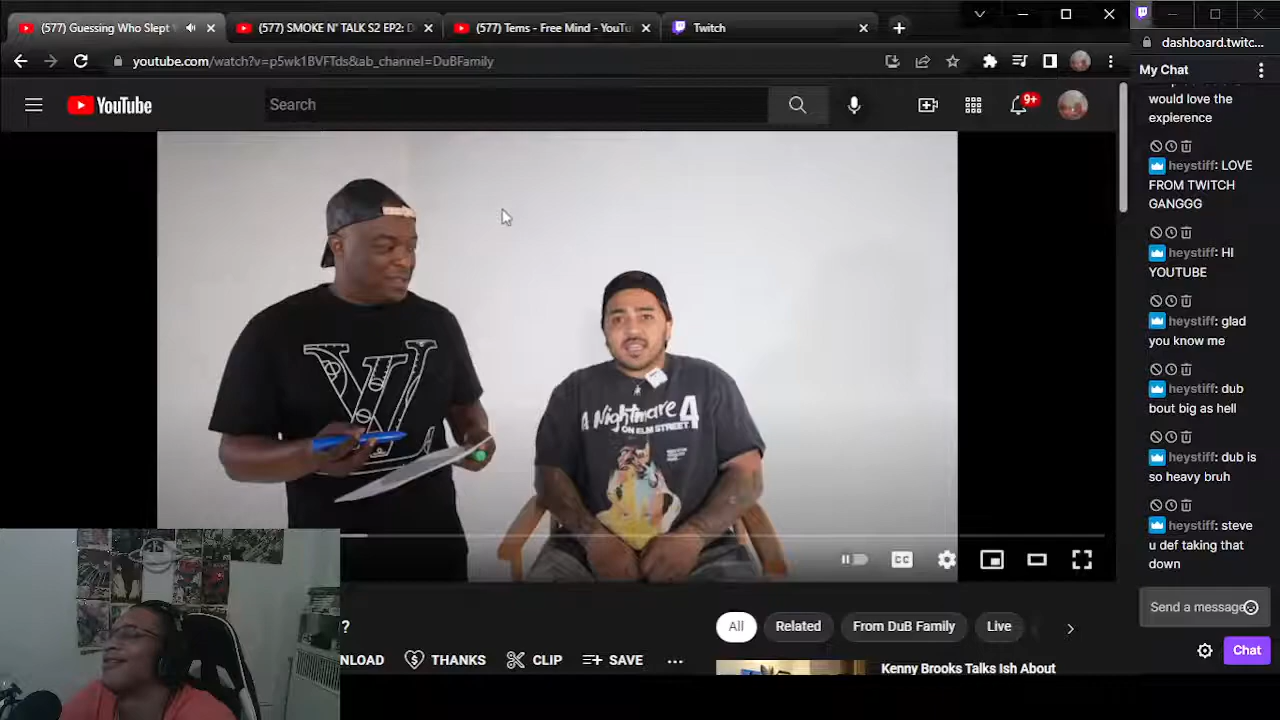 (577) Guessing Who Slept
(577) SMOKE N' TALK S2 EP2: D
(577) Tems - Free Mind - YouTu
Twitch
youtube.com/watch?v=p5wk1BVFTds&ab_channel=DuBFamily
dashboard.twitc...
YouTube
Search
9+
My Chat
would love the
expierence
heystiff: LOVE
FROM TWITCH
GANGGG
heystiff: HI
YOUTUBE
heystiff: glad
you know me
heystiff: dub
bout big as hell
heystiff: dub is
so heavy bruh
heystiff: steve
u def taking that
down
Send a message
Chat
A Nightmare 4
ON ELM STREET
CC
?
All
Related
From DuB Family
Live
NLOAD
THANKS
CLIP
SAVE
...
Kenny Brooks Talks Ish About